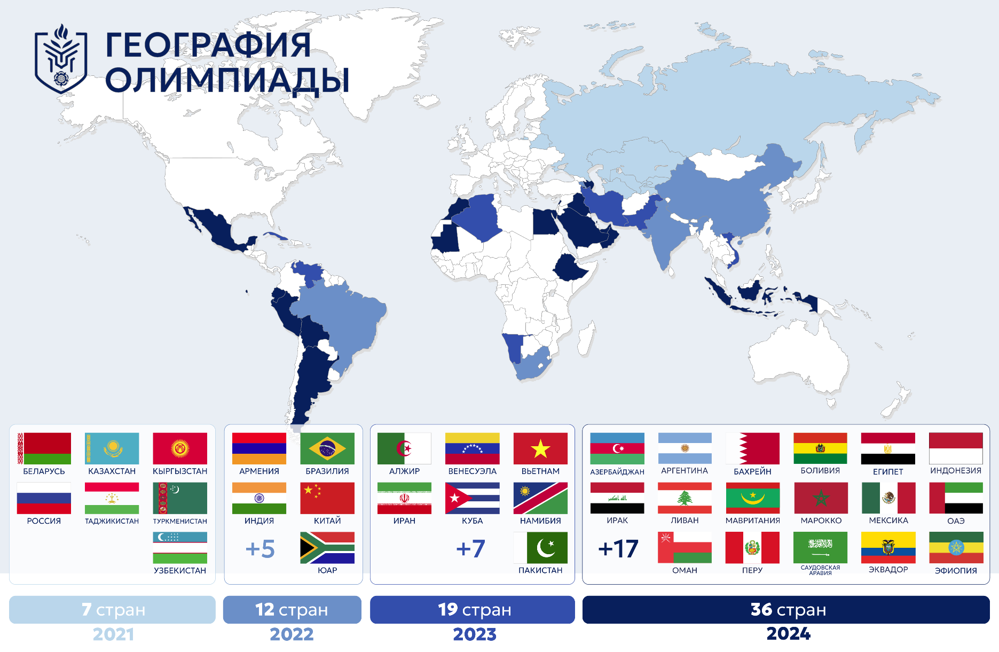 ГЕОГРАФИЯ
ОЛИМПИАДЫ
БЕЛАРУСЬ
КАЗАХСТАН
КЫРГЫЗСТАН
РОССИЯ
ТАДЖИКИСТАН
ТУРКМЕНИСТАН
УЗБЕКИСТАН
7 стран
2021
АРМЕНИЯ
БРАЗИЛИЯ
ИНДИЯ
КИТАЙ
+5
ЮАР
12 стран
2022
АЛЖИР
ВЕНЕСУЭЛА
ВЬЕТНАМ
ИРАН
КУБА
НАМИБИЯ
+7
ПАКИСТАН
19 стран
2023
АЗЕРБАЙДЖАН
АРГЕНТИНА
БАХРЕЙН
БОЛИВИЯ
ЕГИПЕТ
ИНДОНЕЗИЯ
ИРАК
ЛИВАН
МАВРИТАНИЯ
МАРОККО
МЕКСИКА
ОАЭ
+17
ОМАН
ПЕРУ
САУДОВСКАЯ
АРАВИЯ
ЭКВАДОР
ЭФИОПИЯ
36 стран
2024